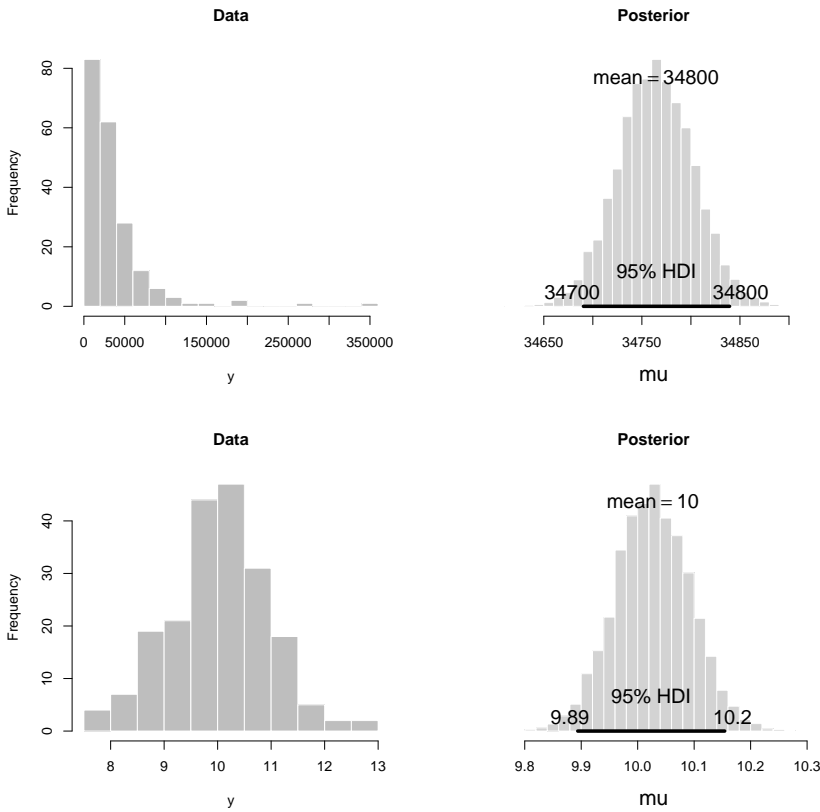 Data
Frequency
0 20 40 60 80
0 50000 150000 250000 350000
y
Posterior
mean = 34800
95% HDI
34700 34800
34650 34750 34850
mu
Data
Frequency
0 10 20 30 40
8 9 10 11 12 13
y
Posterior
mean = 10
95% HDI
9.89 10.2
9.8 9.9 10.0 10.1 10.2 10.3
mu